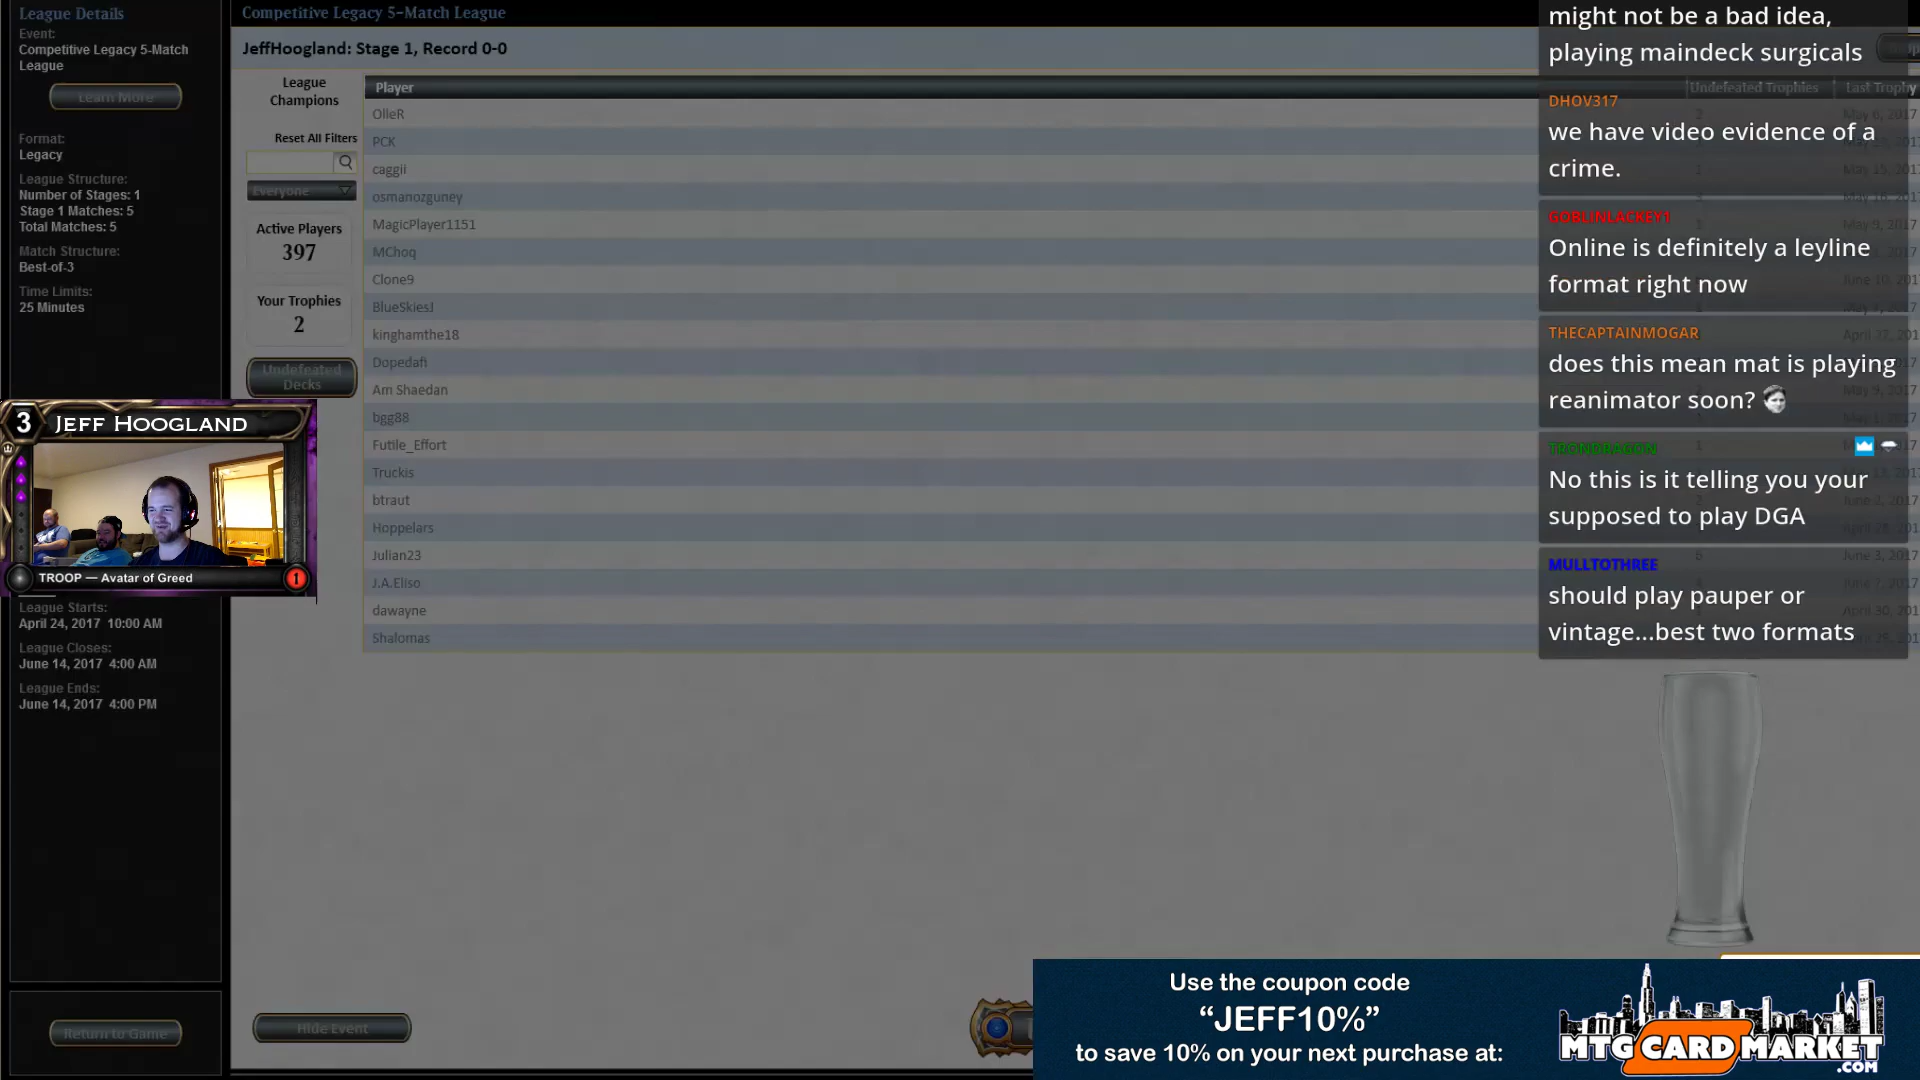 League Details
Event:
Competitive Legacy 5-Match
League
Learn More
Format:
Legacy
League Structure:
Number of Stages: 1
Stage 1 Matches: 5
Total Matches: 5
Match Structure:
Best-of-3
Time Limits:
25 Minutes
3 JEFF HOOGLAND
TROOP — Avatar of Greed
1
League Starts:
April 24, 2017 10:00 AM
League Closes:
June 14, 2017 4:00 AM
League Ends:
June 14, 2017 4:00 PM
Return to Game
Competitive Legacy 5-Match League
JeffHoogland: Stage 1, Record 0-0
League
Champions
Reset All Filters
Everyone
Active Players
397
Your Trophies
2
Undefeated
Decks
Player
Undefeated Trophies
Last Trophy
OlleR
PCK
caggii
osmanozguney
MagicPlayer1151
MChoq
Clone9
BlueSkiesJ
kinghamthe18
Dopedafi
Am Shaedan
bgg88
Futile_Effort
Truckis
btraut
Hoppelars
Julian23
J.A.Eliso
dawayne
Shalomas
Hide Event
might not be a bad idea,
playing maindeck surgicals
DHOV317
we have video evidence of a
crime.
GOBLINLACKEY1
Online is definitely a leyline
format right now
THECAPTAINMOGAR
does this mean mat is playing
reanimator soon?
TRONDRAGON
No this is it telling you your
supposed to play DGA
MULLTOTHREE
should play pauper or
vintage...best two formats
Use the coupon code
“JEFF10%”
to save 10% on your next purchase at:
MTG CARD MARKET
.COM